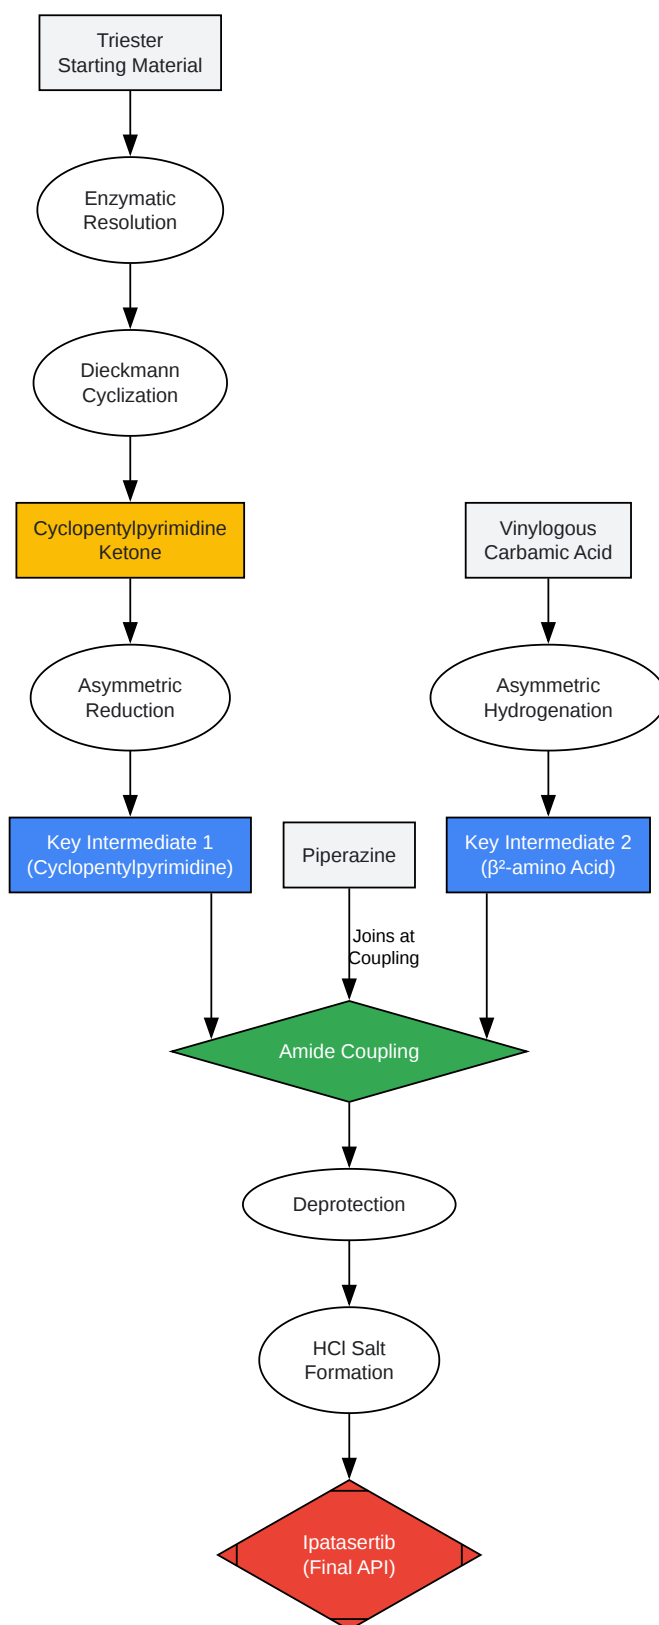 Triester
Starting Material
Enzymatic
Resolution
Dieckmann
Cyclization
Cyclopentylpyrimidine
Ketone
Vinylogous
Carbamic Acid
Asymmetric
Reduction
Asymmetric
Hydrogenation
Key Intermediate 1
(Cyclopentylpyrimidine)
Piperazine
Key Intermediate 2
(β²-amino Acid)
Joins at
Coupling
Amide Coupling
Deprotection
HCl Salt
Formation
Ipatasertib
(Final API)